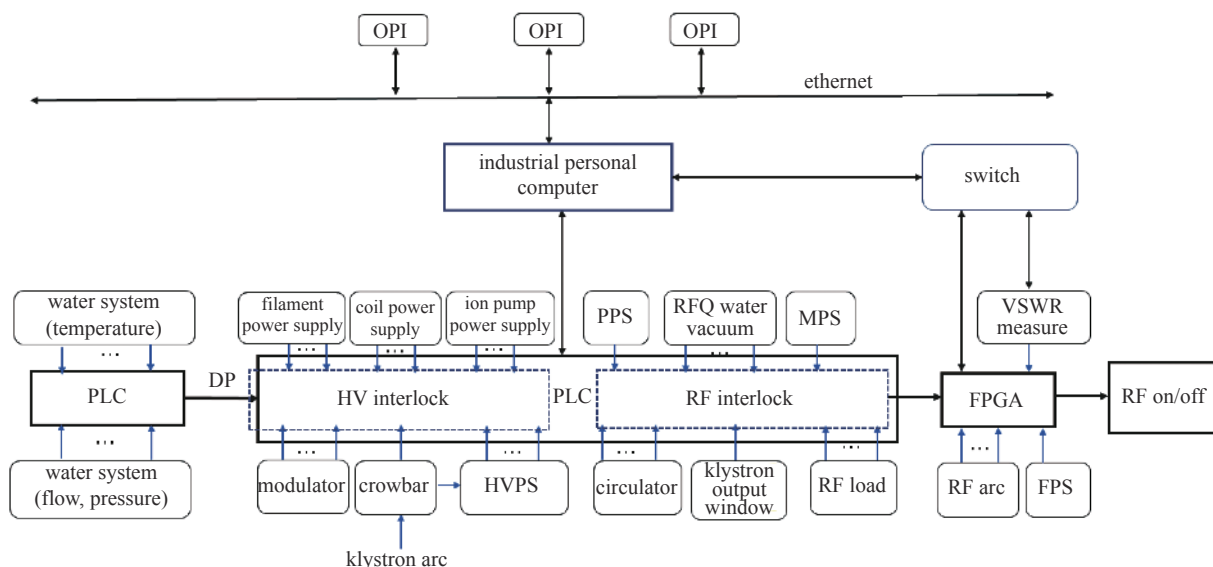 OPI
OPI
OPI
ethernet
industrial personal
computer
switch
water system
(temperature)
...
filament
power supply
...
coil power
supply
...
ion pump
power supply
...
PPS
RFQ water
vacuum
...
MPS
VSWR
measure
PLC
DP
HV interlock
PLC
RF interlock
FPGA
RF on/off
...
water system
(flow, pressure)
...
modulator
crowbar
...
HVPS
...
circulator
klystron
output
window
...
RF load
...
RF arc
FPS
klystron arc